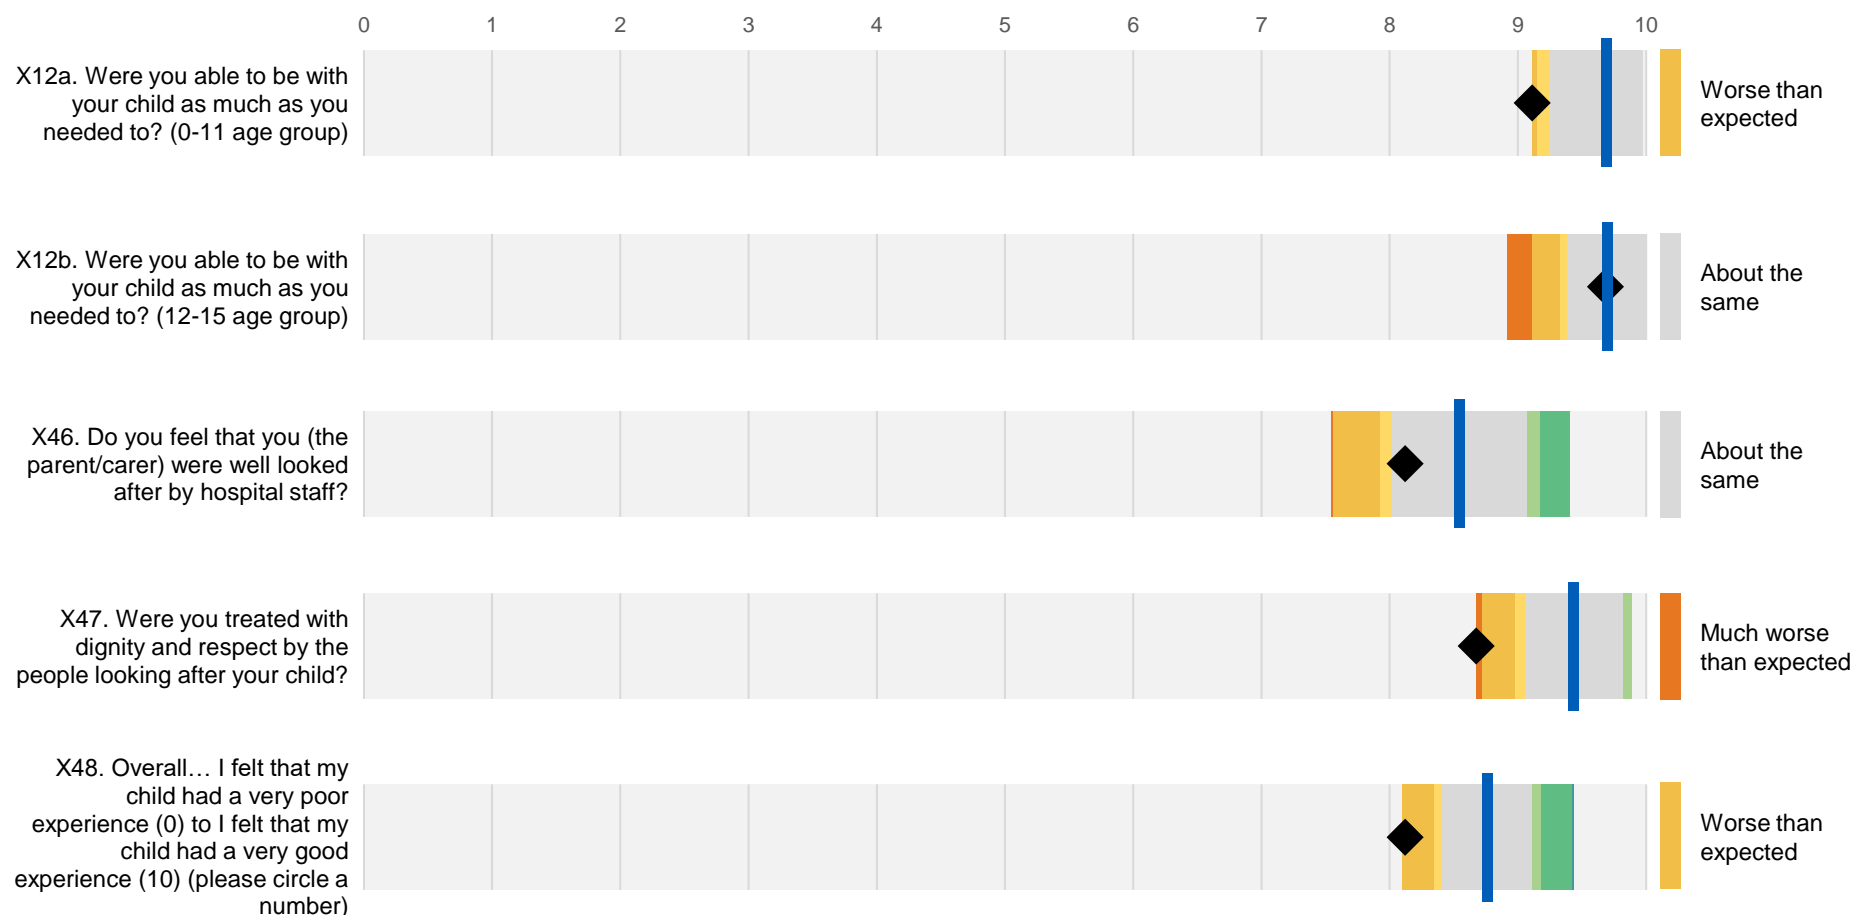 0 1 2 3 4 5 6 7 8 9 10
X12a. Were you able to be with
your child as much as you
needed to? (0-11 age group)
Worse than
expected
X12b. Were you able to be with
your child as much as you
needed to? (12-15 age group)
About the
same
X46. Do you feel that you (the
parent/carer) were well looked
after by hospital staff?
About the
same
X47. Were you treated with
dignity and respect by the
people looking after your child?
Much worse
than expected
X48. Overall… I felt that my
child had a very poor
experience (0) to I felt that my
child had a very good
experience (10) (please circle a
number)
Worse than
expected